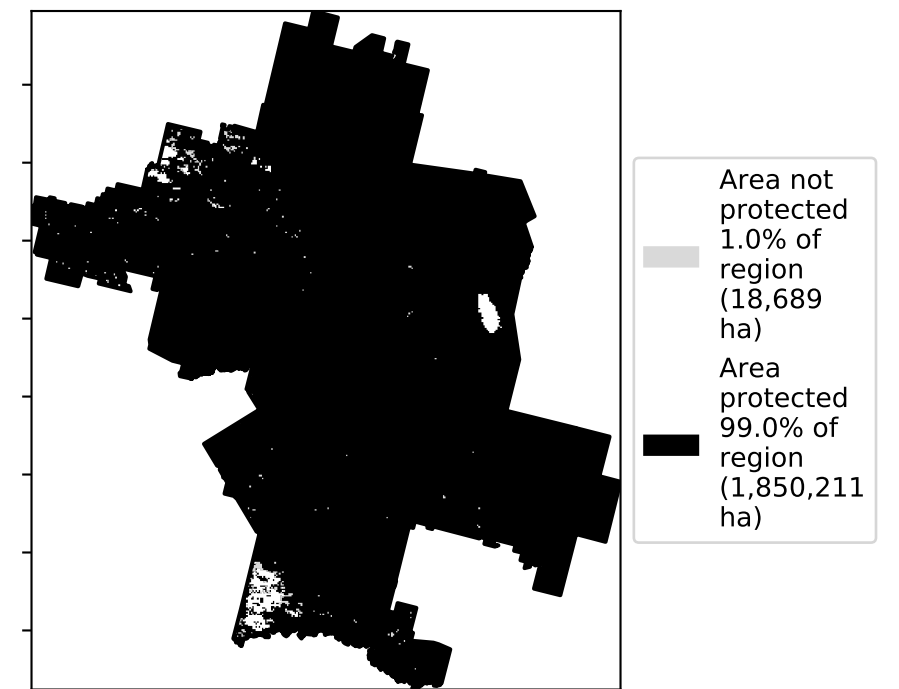 Area not
protected
1.0% of
region
(18,689
ha)
Area
protected
99.0% of
region
(1,850,211
ha)